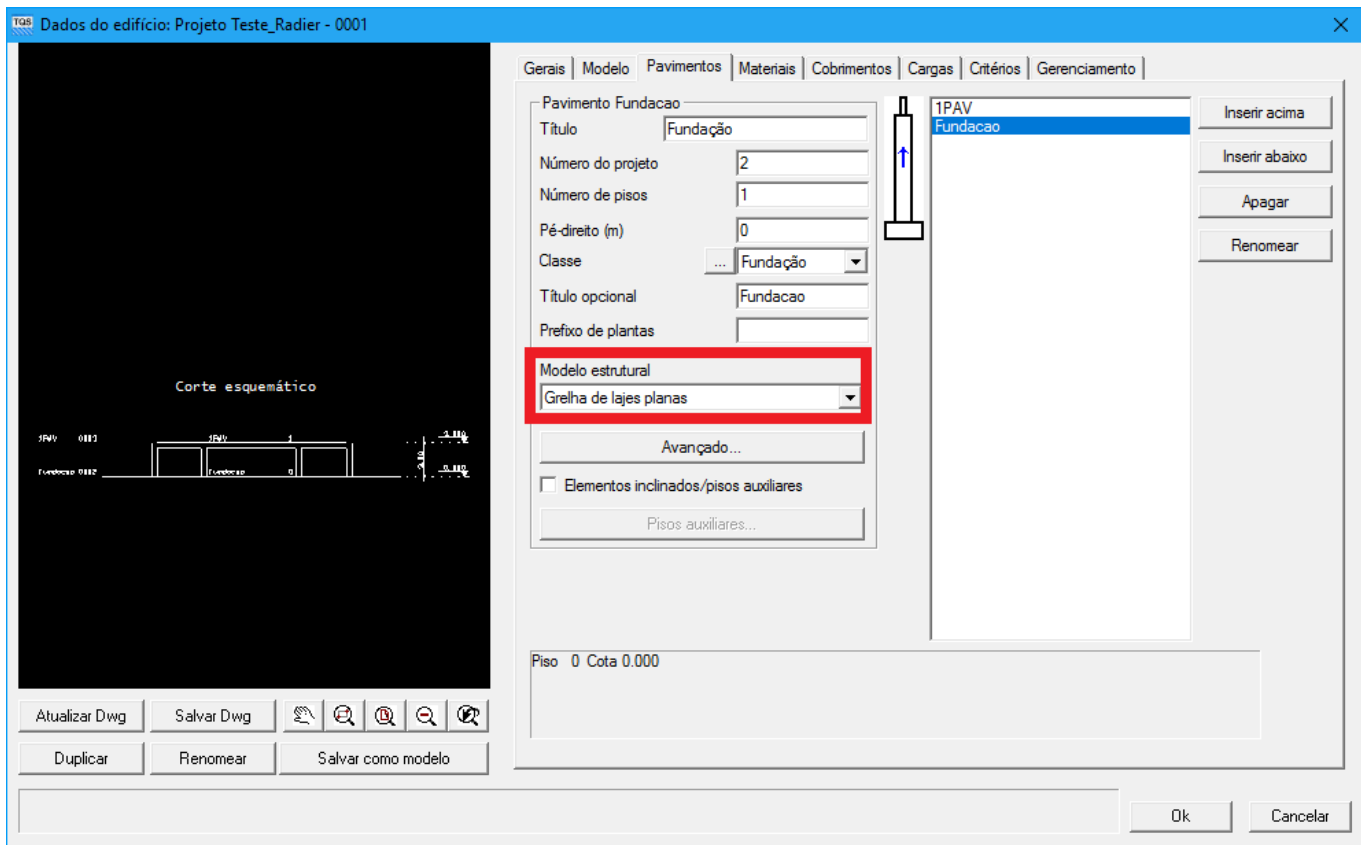 TQS Dados do edifício: Projeto Teste_Radier - 0001
Gerais Modelo Pavimentos Materiais Cobrimentos Cargas Critérios Gerenciamento
Pavimento Fundacao
Título Fundação
Número do projeto 2
Número de pisos 1
Pé-direito (m) 0
Classe ... Fundação
Título opcional Fundacao
Prefixo de plantas
Modelo estrutural
Grelha de lajes planas
Avançado...
Elementos inclinados/pisos auxiliares
Pisos auxiliares...
1PAV
Fundacao
Inserir acima
Inserir abaixo
Apagar
Renomear
Corte esquemático
1PAV 1PAV 1
Fundacao 0002 Fundacao 0
Piso 0 Cota 0.000
Atualizar Dwg Salvar Dwg
Duplicar Renomear Salvar como modelo
Ok Cancelar